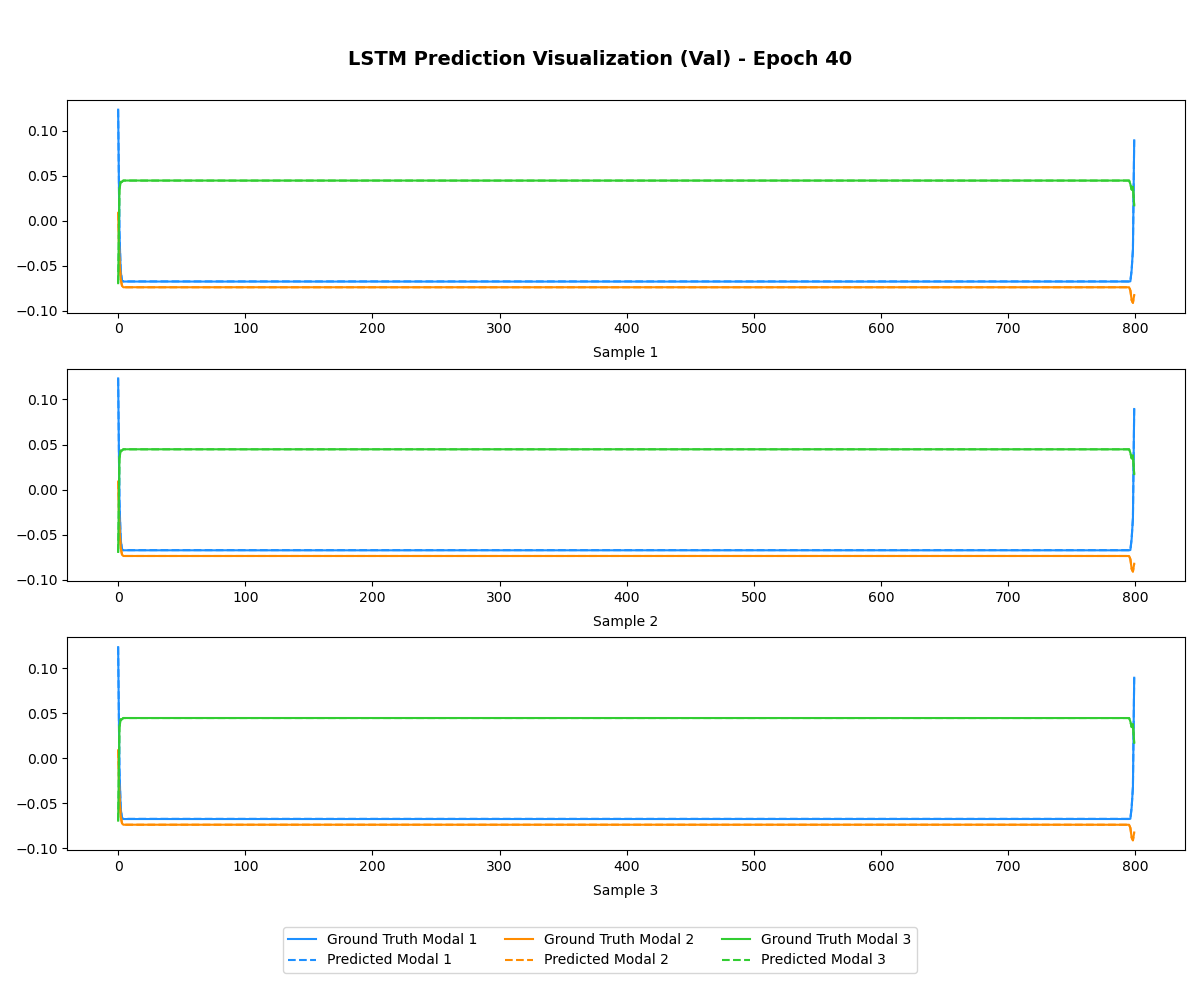 LSTM Prediction Visualization (Val) - Epoch 40
0.10
0.05
0.00
−0.05
−0.10
0 100 200 300 400 500 600 700 800
Sample 1
0.10
0.05
0.00
−0.05
−0.10
0 100 200 300 400 500 600 700 800
Sample 2
0.10
0.05
0.00
−0.05
−0.10
0 100 200 300 400 500 600 700 800
Sample 3
Ground Truth Modal 1 Ground Truth Modal 2 Ground Truth Modal 3
Predicted Modal 1 Predicted Modal 2 Predicted Modal 3